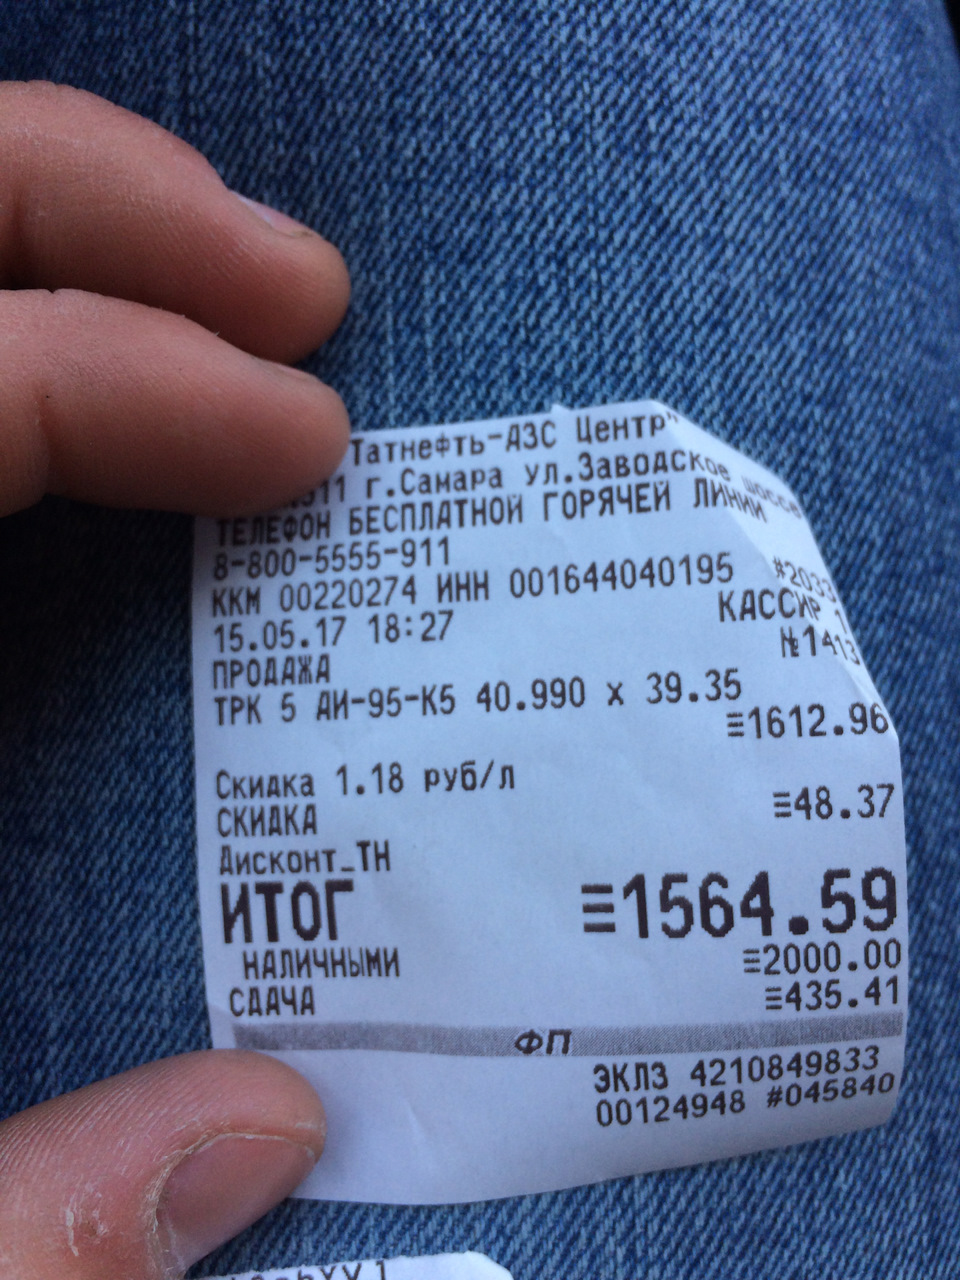 Татнефть-АЗС Центр"
г.Самара ул.Заводское шоссе
ТЕЛЕФОН БЕСПЛАТНОЙ ГОРЯЧЕЙ ЛИНИИ
8-800-5555-911
ККМ 00220274 ИНН 001644040195 #2033
15.05.17 18:27 КАССИР 1
ПРОДАЖА №1413
ТРК 5 АИ-95-К5 40.990 x 39.35
≡1612.96
Скидка 1.18 руб/л
СКИДКА ≡48.37
Дисконт_ТН
ИТОГ ≡1564.59
НАЛИЧНЫМИ ≡2000.00
СДАЧА ≡435.41
ФП
ЭКЛЗ 4210849833
00124948 #045840